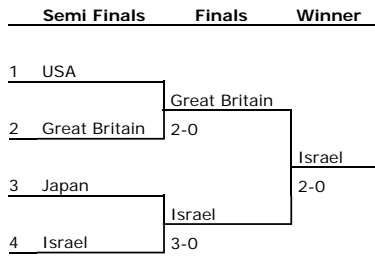 Semi Finals Finals Winner
1 USA
Great Britain
2 Great Britain 2-0
Israel
3 Japan 2-0
Israel
4 Israel 3-0